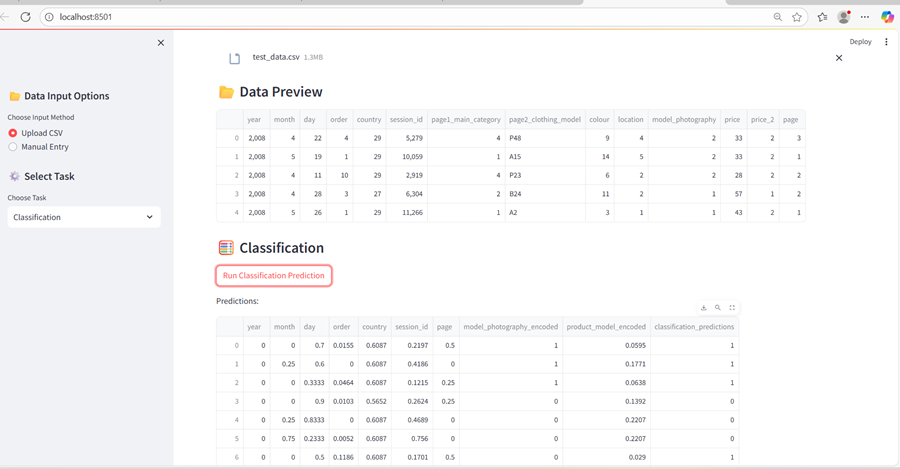 localhost:8501
Deploy
test_data.csv 1.3MB
Data Input Options
Choose Input Method
Upload CSV
Manual Entry
Select Task
Choose Task
Classification
Data Preview
year month day order country session_id page1_main_category page2_clothing_model colour location model_photography price price_2 page
0 2,008 4 22 4 29 5,279 4 P48 9 4 2 33 2 3
1 2,008 5 19 1 29 10,059 1 A15 14 5 2 33 2 1
2 2,008 4 11 10 29 2,919 4 P23 6 2 2 28 2 2
3 2,008 4 28 3 27 6,304 2 B24 11 2 1 57 1 2
4 2,008 5 26 1 29 11,266 1 A2 3 1 1 43 2 1
Classification
Run Classification Prediction
Predictions:
year month day order country session_id page model_photography_encoded product_model_encoded classification_predictions
0 0 0 0.7 0.0155 0.6087 0.2197 0.5 1 0.0595 1
1 0 0.25 0.6 0 0.6087 0.4186 0 1 0.1771 1
2 0 0 0.3333 0.0464 0.6087 0.1215 0.25 1 0.0638 1
3 0 0 0.9 0.0103 0.5652 0.2624 0.25 0 0.1392 0
4 0 0.25 0.8333 0 0.6087 0.4689 0 0 0.2207 0
5 0 0.75 0.2333 0.0052 0.6087 0.756 0 0 0.2207 0
6 0 0 0.5 0.1186 0.6087 0.1701 0.5 0 0.029 1